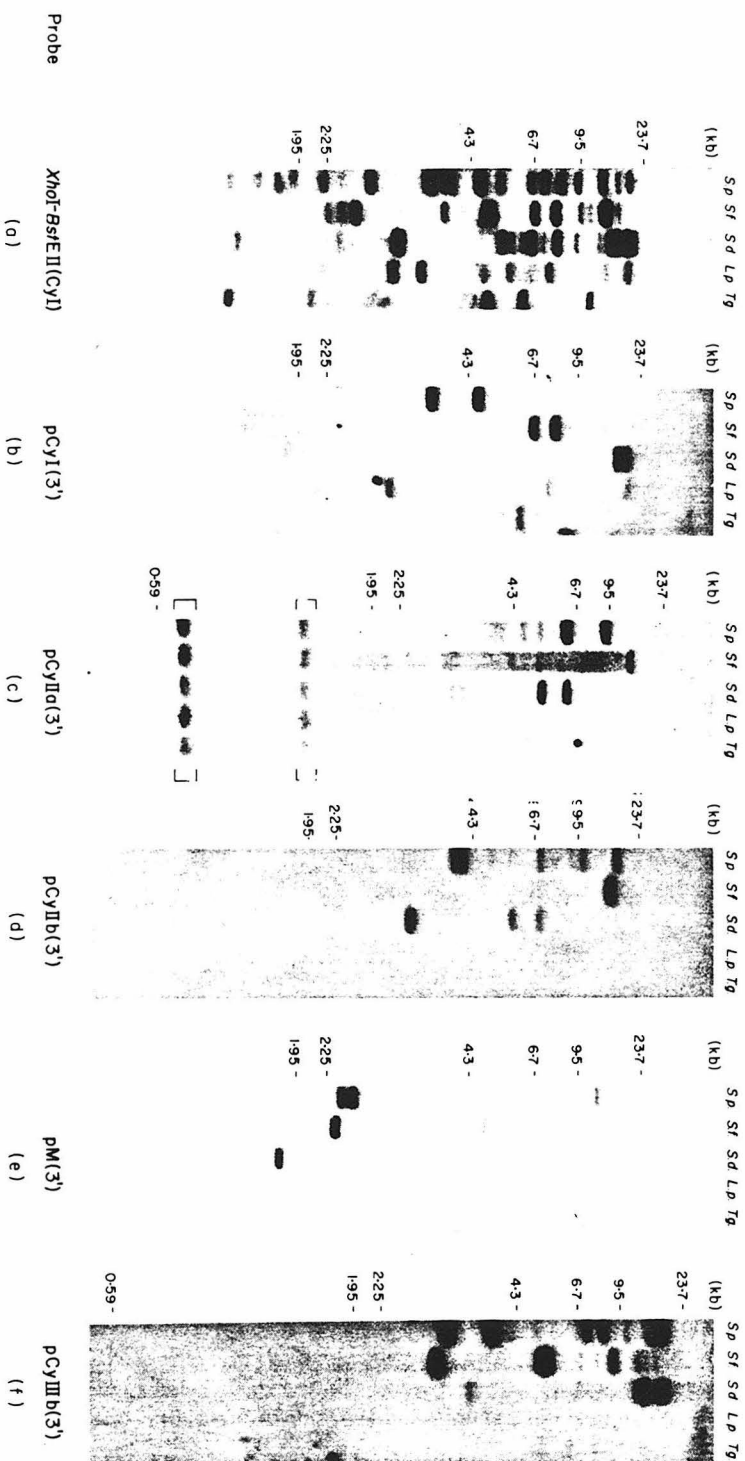 (kb) Sp Sf Sd Lp Tg
23·7 -
9·5 -
6·7 -
4·3 -
2·25 -
1·95 -
Probe
XhoI-BstEII(CyI)
(a)
(kb) Sp Sf Sd Lp Tg
23·7 -
9·5 -
6·7 -
4·3 -
2·25 -
1·95 -
pCyI(3')
(b)
(kb) Sp Sf Sd Lp Tg
23·7 -
9·5 -
6·7 -
4·3 -
2·25 -
1·95 -
0·59 -
pCyIIa(3')
(c)
(kb) Sp Sf Sd Lp Tg
23·7 -
9·5 -
6·7 -
4·3 -
2·25 -
1·95 -
pCyIIb(3')
(d)
(kb) Sp Sf Sd Lp Tg
23·7 -
9·5 -
6·7 -
4·3 -
2·25 -
1·95 -
pM(3')
(e)
(kb) Sp Sf Sd Lp Tg
23·7 -
9·5 -
6·7 -
4·3 -
2·25 -
1·95 -
0·59 -
pCyIIIb(3')
(f)